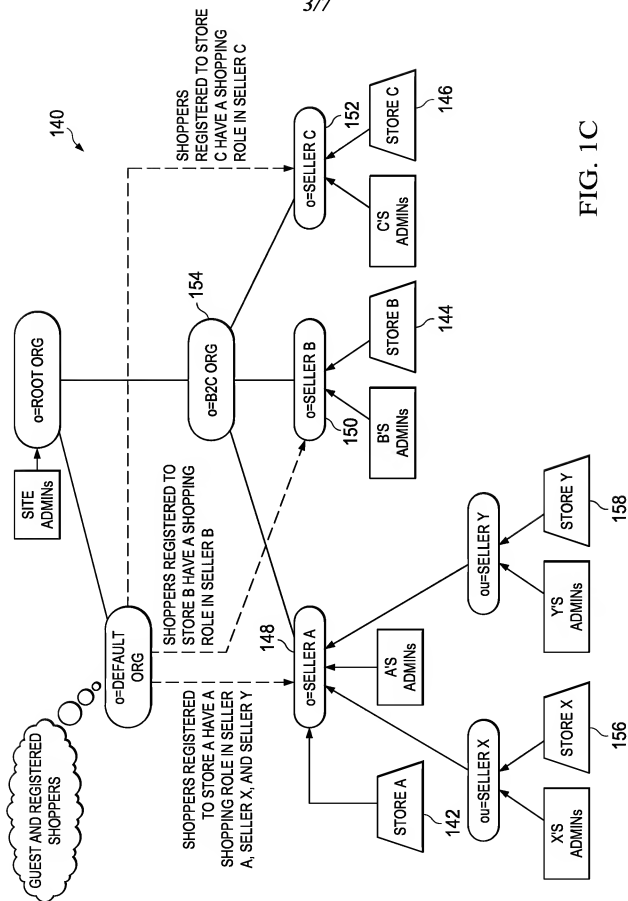 3/7
140
SITE
ADMINs
o=ROOT ORG
GUEST AND REGISTERED
SHOPPERS
o=DEFAULT
ORG
SHOPPERS
REGISTERED TO STORE
C HAVE A SHOPPING
ROLE IN SELLER C
SHOPPERS REGISTERED TO
STORE B HAVE A SHOPPING
ROLE IN SELLER B
o=B2C ORG
154
SHOPPERS REGISTERED
TO STORE A HAVE A
SHOPPING ROLE IN SELLER
A, SELLER X, AND SELLER Y
148
o=SELLER A
o=SELLER B
150
o=SELLER C
152
STORE A
142
A'S
ADMINs
B'S
ADMINs
STORE B
144
C'S
ADMINs
STORE C
146
ou=SELLER X
ou=SELLER Y
X'S
ADMINs
STORE X
156
Y'S
ADMINs
STORE Y
158
FIG. 1C